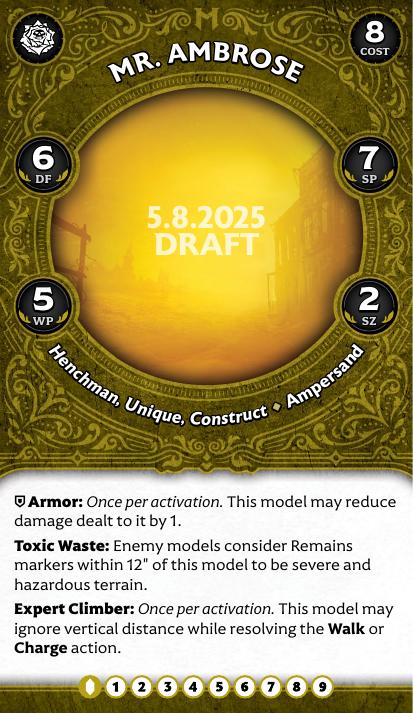 8
COST
MR. AMBROSE
6
DF
7
SP
5.8.2025
DRAFT
5
WP
2
SZ
Henchman, Unique, Construct ⬥ Ampersand
Armor: Once per activation. This model may reduce
damage dealt to it by 1.
Toxic Waste: Enemy models consider Remains
markers within 12" of this model to be severe and
hazardous terrain.
Expert Climber: Once per activation. This model may
ignore vertical distance while resolving the Walk or
Charge action.
1 2 3 4 5 6 7 8 9